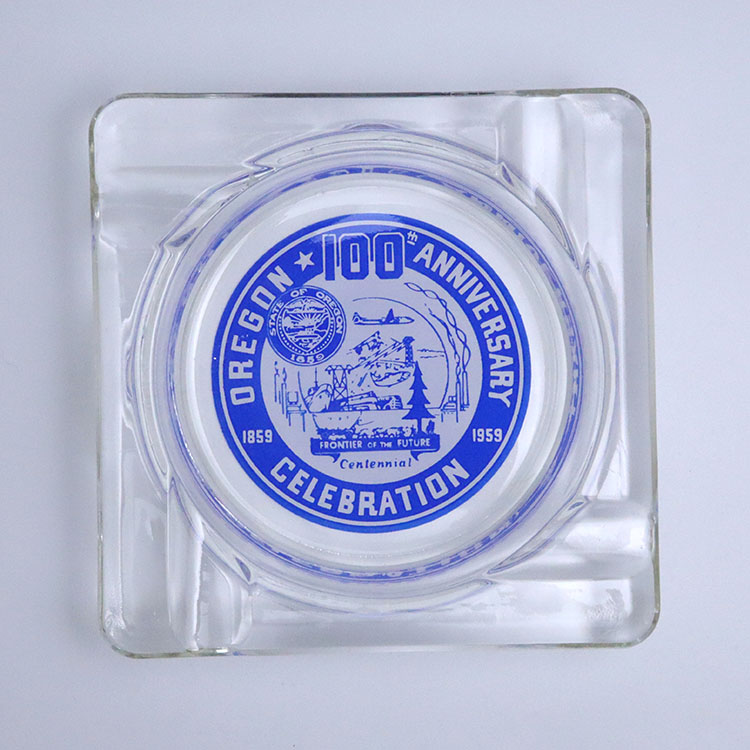 OREGON ★ 100th ANNIVERSARY
CELEBRATION
1859
1959
STATE OF OREGON
1859
FRONTIER OF THE FUTURE
Centennial